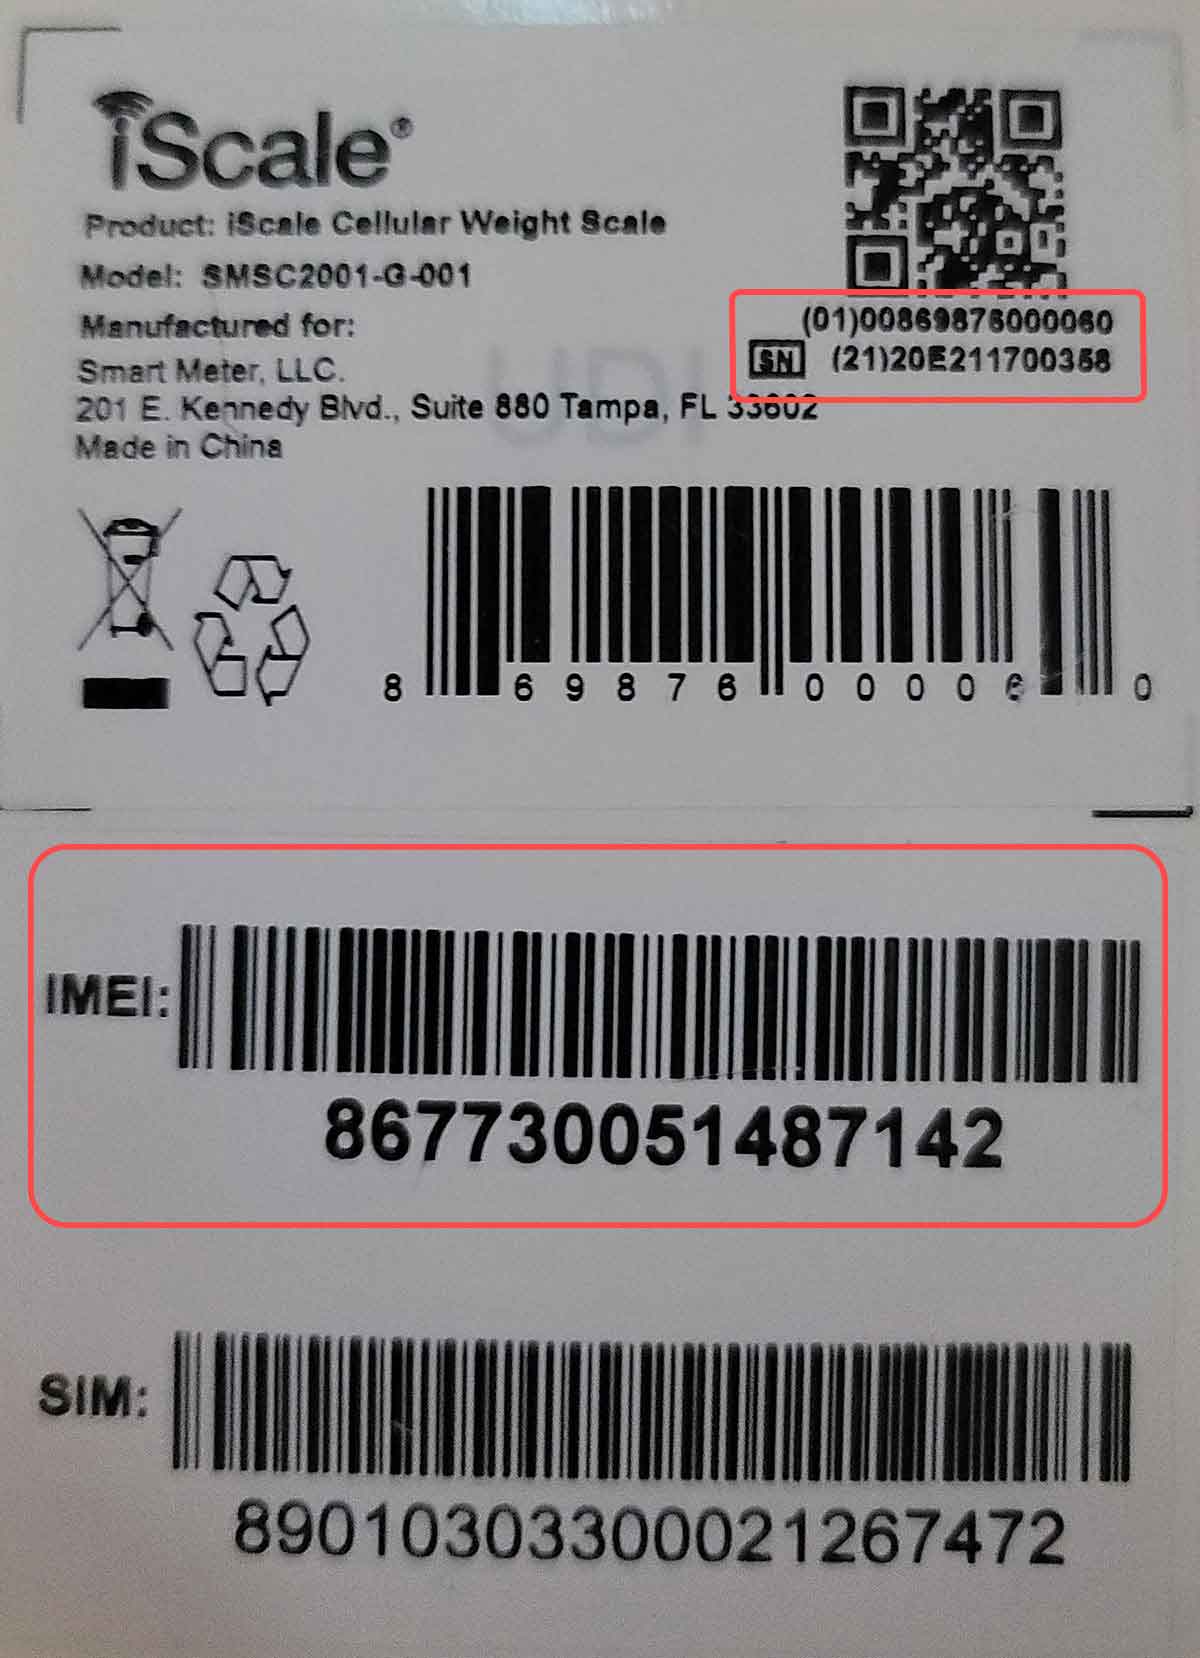 iScale®
Product: iScale Cellular Weight Scale
Model: SMSC2001-G-001
Manufactured for:
Smart Meter, LLC.
201 E. Kennedy Blvd., Suite 880 Tampa, FL 33602
Made in China
(01)00869876000060
SN (21)20E211700358
UDI
8 69876 00006 0
IMEI:
867730051487142
SIM:
89010303300021267472